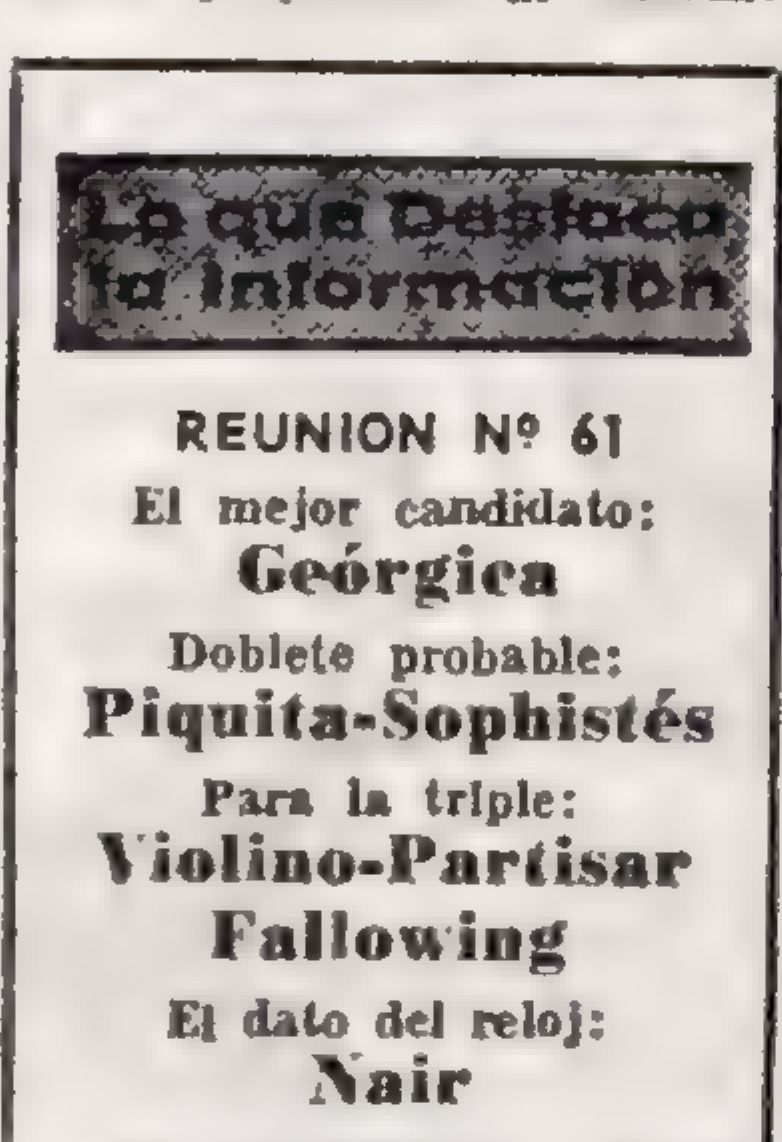 Lo que Destaca
la Información
REUNION Nº 61
El mejor candidato:
Geórgica
Doblete probable:
Piquita-Sophistés
Para la triple:
Violino-Partisar
Fallowing
El dato del reloj:
Nair